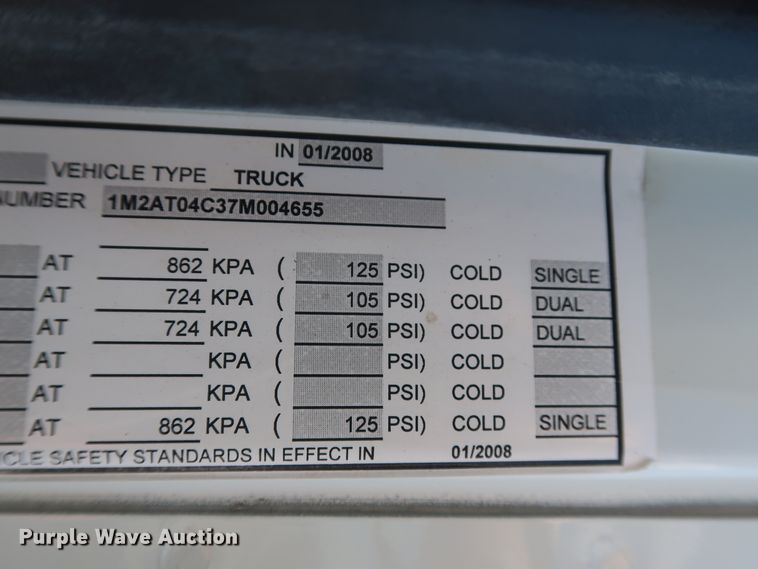 IN 01/2008
VEHICLE TYPE TRUCK
NUMBER 1M2AT04C37M004655
AT 862 KPA ( 125 PSI) COLD SINGLE
AT 724 KPA ( 105 PSI) COLD DUAL
AT 724 KPA ( 105 PSI) COLD DUAL
AT KPA ( PSI) COLD
AT KPA ( PSI) COLD
AT 862 KPA ( 125 PSI) COLD SINGLE
ICLE SAFETY STANDARDS IN EFFECT IN 01/2008
Purple Wave Auction